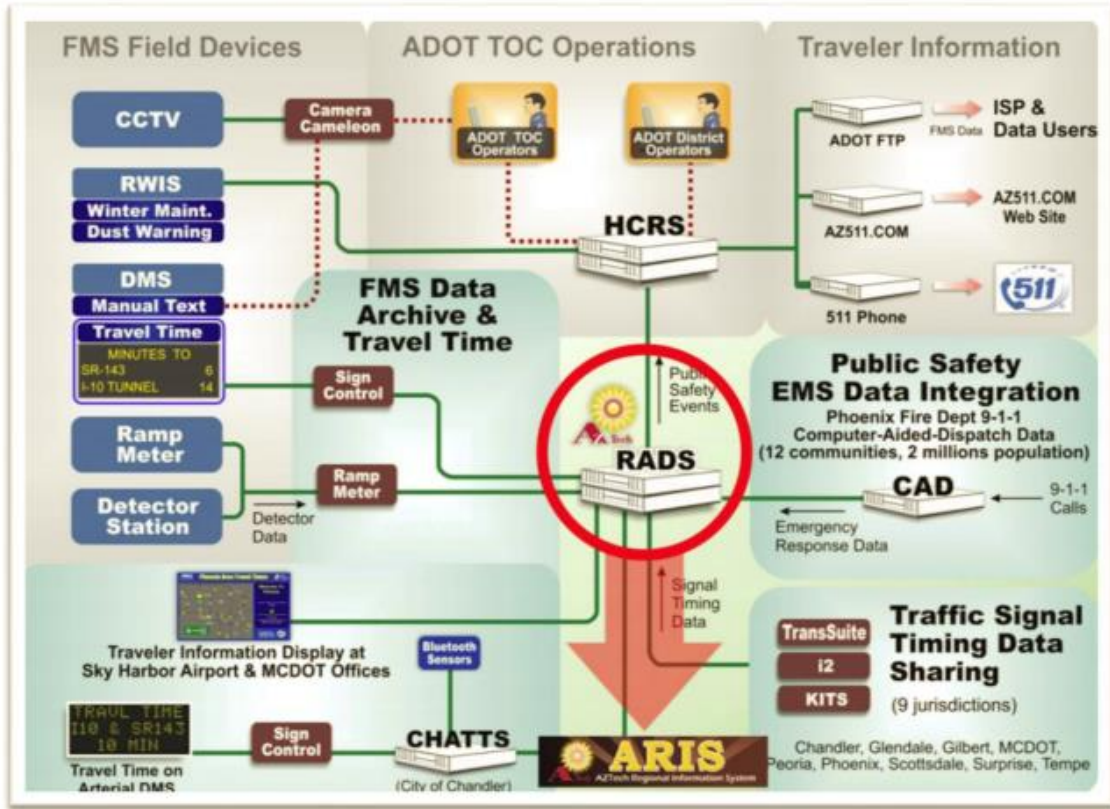 FMS Field Devices
ADOT TOC Operations
Traveler Information
CCTV
Camera
Cameleon
ADOT TOC
Operators
ADOT District
Operators
ADOT FTP
FMS Data
ISP &
Data Users
RWIS
Winter Maint.
Dust Warning
HCRS
AZ511.COM
AZ511.COM
Web Site
DMS
Manual Text
Travel Time
MINUTES TO
SR-143 6
I-10 TUNNEL 14
FMS Data
Archive &
Travel Time
Sign
Control
511 Phone
511
Public
Safety
Events
Tech
RADS
Public Safety
EMS Data Integration
Phoenix Fire Dept 9-1-1
Computer-Aided-Dispatch Data
(12 communities, 2 millions population)
CAD
9-1-1
Calls
Emergency
Response Data
Ramp
Meter
Detector
Station
Detector
Data
Ramp
Meter
Signal
Timing
Data
Traveler Information Display at
Sky Harbor Airport & MCDOT Offices
Bluetooth
Sensors
TransSuite
i2
KITS
Traffic Signal
Timing Data
Sharing
(9 jurisdictions)
Chandler, Glendale, Gilbert, MCDOT,
Peoria, Phoenix, Scottsdale, Surprise, Tempe
TRAVL TIME
I10 & SR143
10 MIN
Travel Time on
Arterial DMS
Sign
Control
CHATTS
(City of Chandler)
ARIS
AZTech Regional Information System